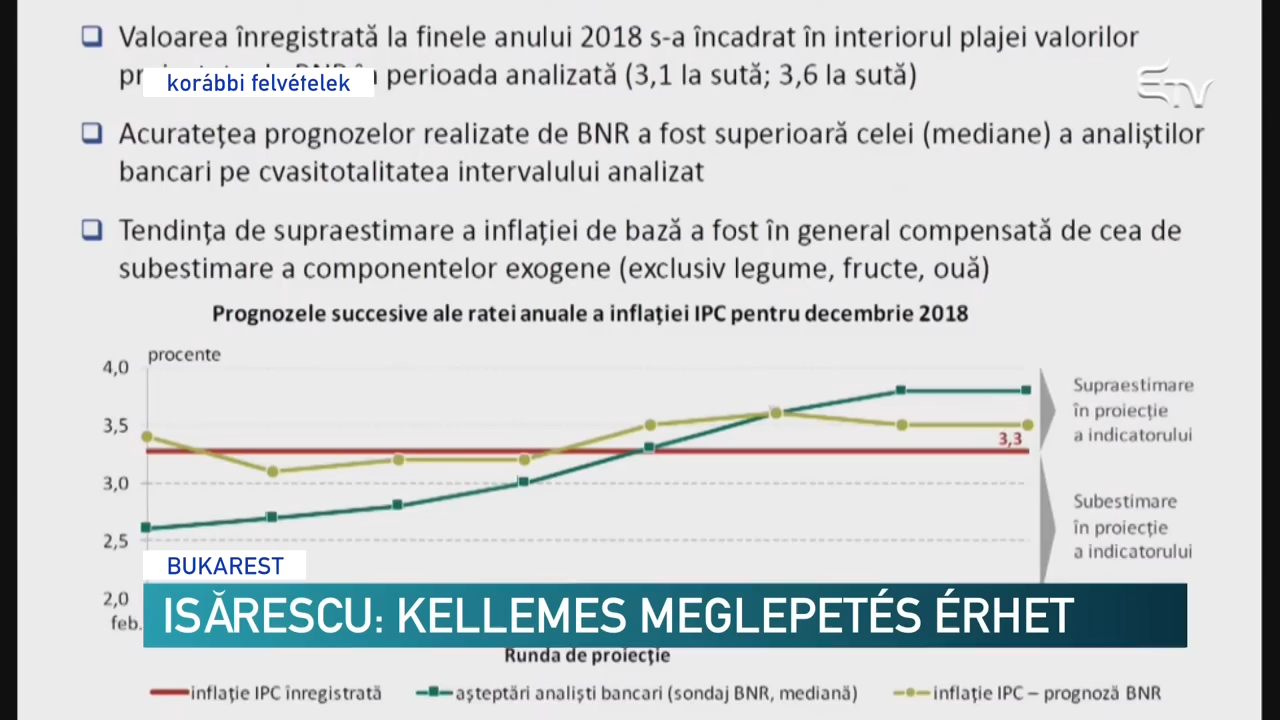 Valoarea înregistrată la finele anului 2018 s-a încadrat în interiorul plajei valorilor
perioada analizată (3,1 la sută; 3,6 la sută)
korábbi felvételek
ETV
Acuratețea prognozelor realizate de BNR a fost superioară celei (mediane) a analiștilor
bancari pe cvasitotalitatea intervalului analizat
Tendința de supraestimare a inflației de bază a fost în general compensată de cea de
subestimare a componentelor exogene (exclusiv legume, fructe, ouă)
Prognozele succesive ale ratei anuale a inflației IPC pentru decembrie 2018
procente
4,0
3,5
3,0
2,5
2,0
feb.
3,3
Supraestimare
în proiecție
a indicatorului
Subestimare
în proiecție
a indicatorului
BUKAREST
ISĂRESCU: KELLEMES MEGLEPETÉS ÉRHET
Runda de proiecție
inflație IPC înregistrată
așteptări analiști bancari (sondaj BNR, mediană)
inflație IPC – prognoză BNR